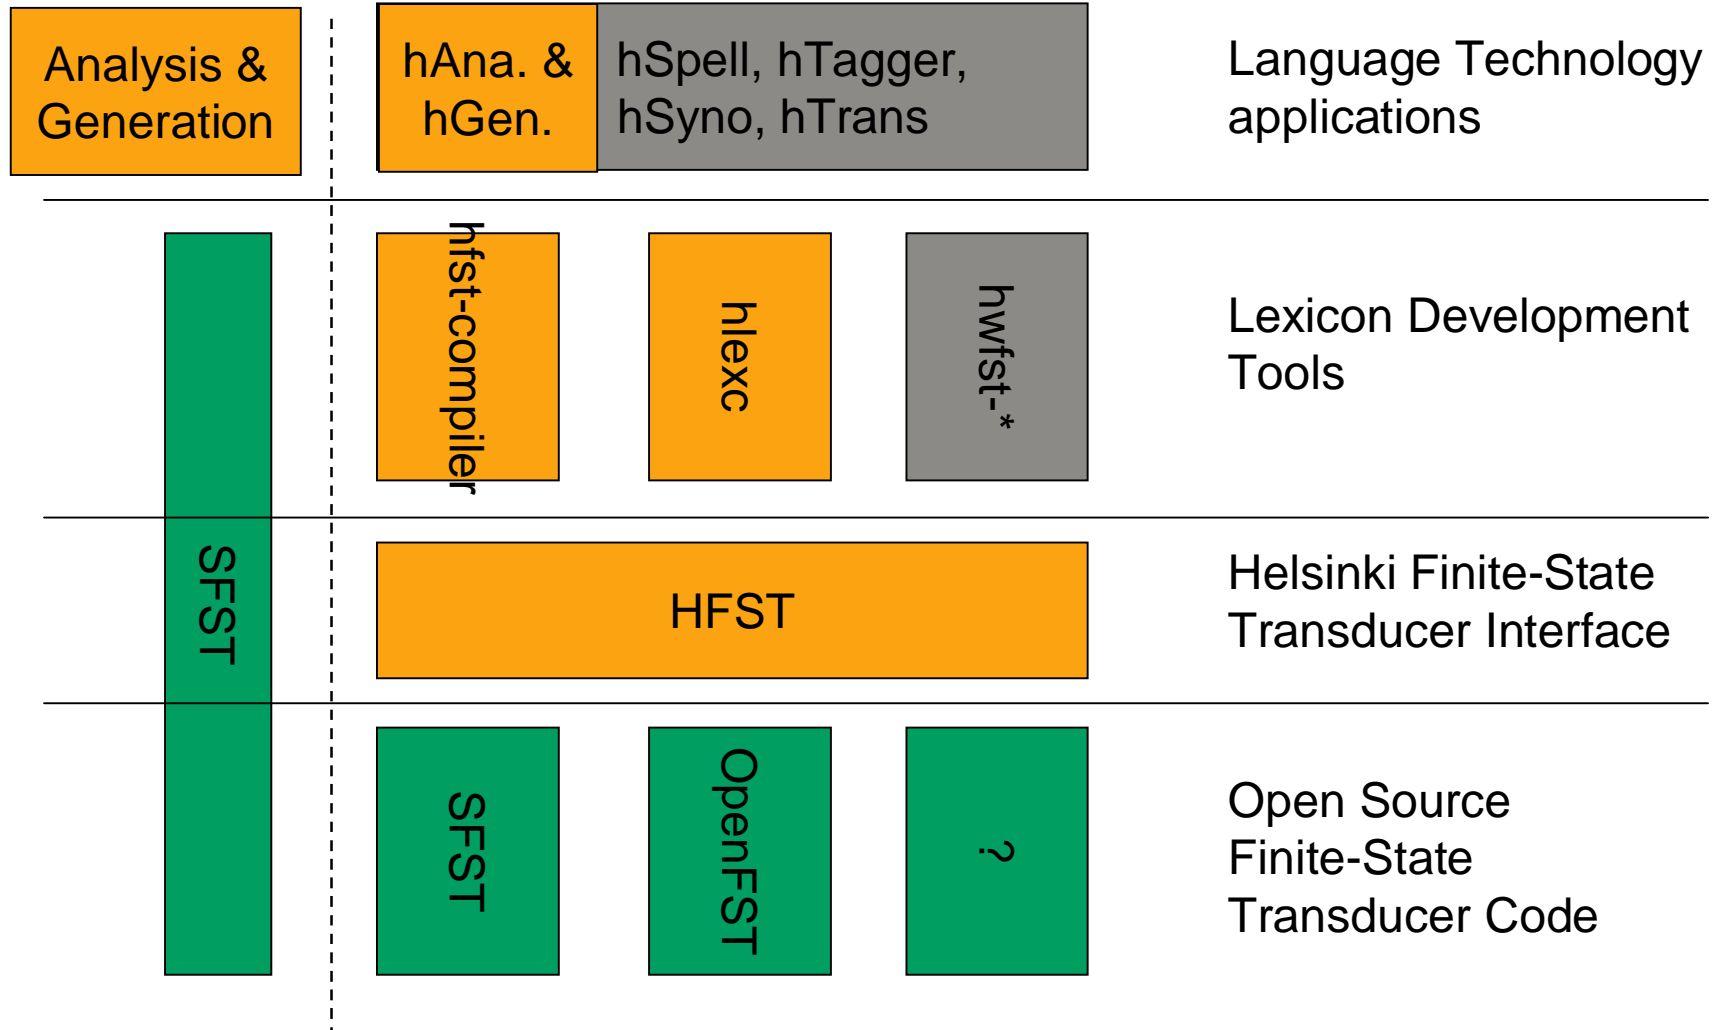 Analysis &
Generation
hAna. &
hGen.
hSpell, hTagger,
hSyno, hTrans
Language Technology
applications
hfst-compiler
hlexc
hwfst-*
Lexicon Development
Tools
SFST
HFST
Helsinki Finite-State
Transducer Interface
SFST
OpenFST
?
Open Source
Finite-State
Transducer Code